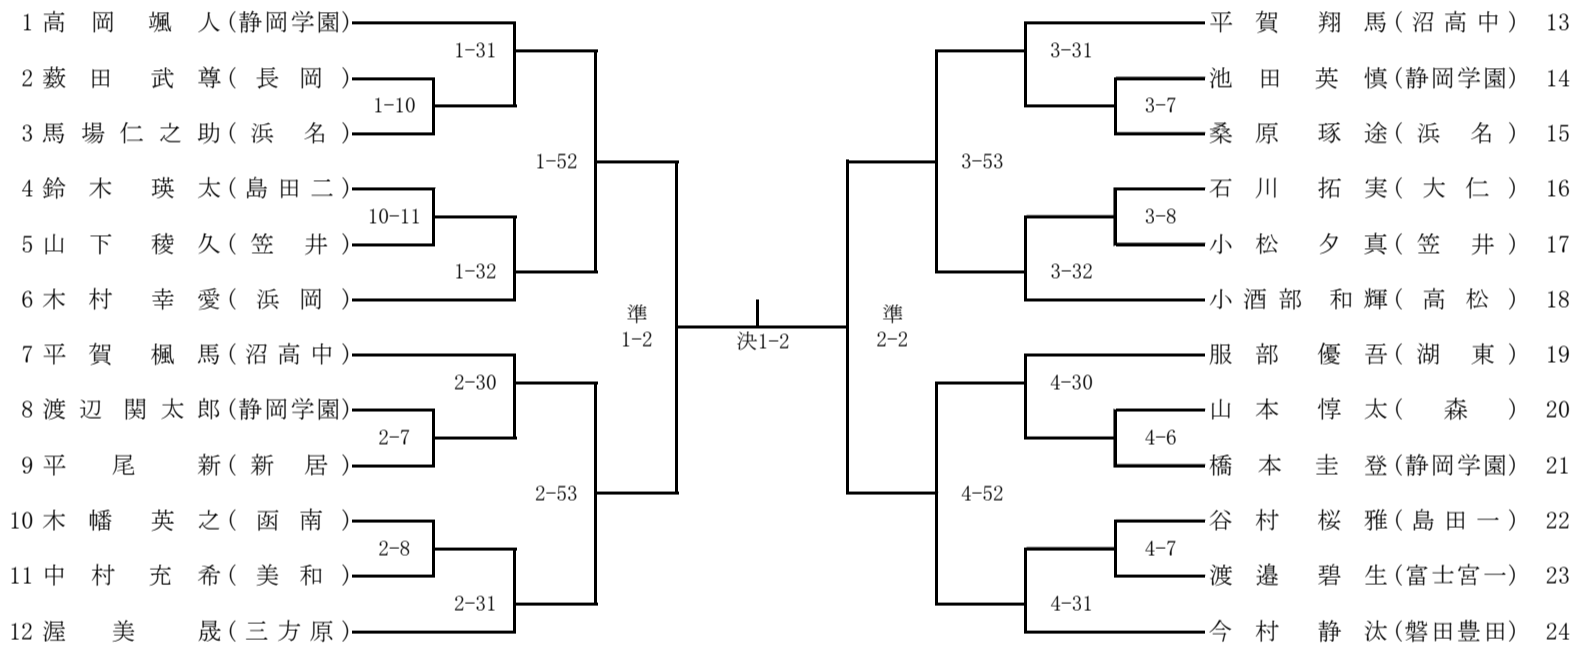 1 高岡 颯人(静岡学園)
1-31
2 薮田 武尊(長岡)
1-10
3 馬場仁之助(浜名)
1-52
4 鈴木 瑛太(島田二)
10-11
5 山下 稜久(笠井)
1-32
6 木村 幸愛(浜岡)
準
1-2
7 平賀 楓馬(沼高中)
2-30
8 渡辺 関太郎(静岡学園)
2-7
9 平尾 新(新居)
2-53
10 木幡 英之(函南)
2-8
11 中村 充希(美和)
2-31
12 渥美 晟(三方原)
決1-2
平賀 翔馬(沼高中) 13
3-31
池田 英慎(静岡学園) 14
3-7
桑原 琢途(浜名) 15
3-53
石川 拓実(大仁) 16
3-8
小松 夕真(笠井) 17
3-32
小酒部 和輝(高松) 18
準
2-2
服部 優吾(湖東) 19
4-30
山本 惇太(森) 20
4-6
橋本 圭登(静岡学園) 21
4-52
谷村 桜雅(島田一) 22
4-7
渡邉 碧生(富士宮一) 23
4-31
今村 静汰(磐田豊田) 24